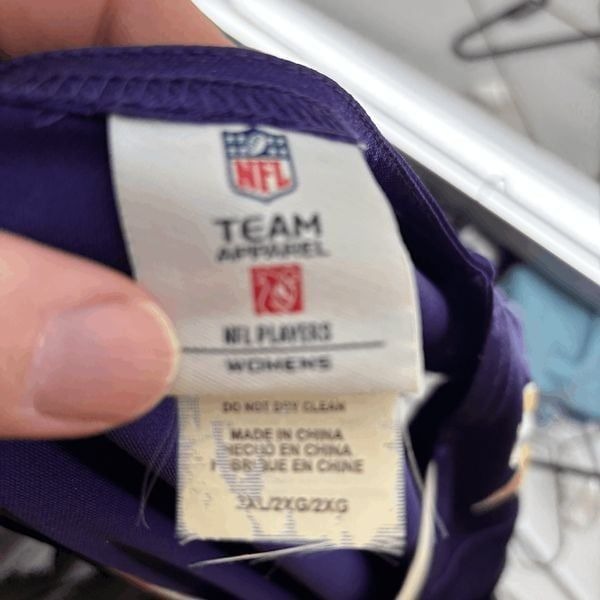 NFL
TEAM
APPAREL
NFL PLAYERS
WOMENS
DO NOT DRY CLEAN
MADE IN CHINA
HECHO EN CHINA
FABRIQUE EN CHINE
2XL/2XG/2XG